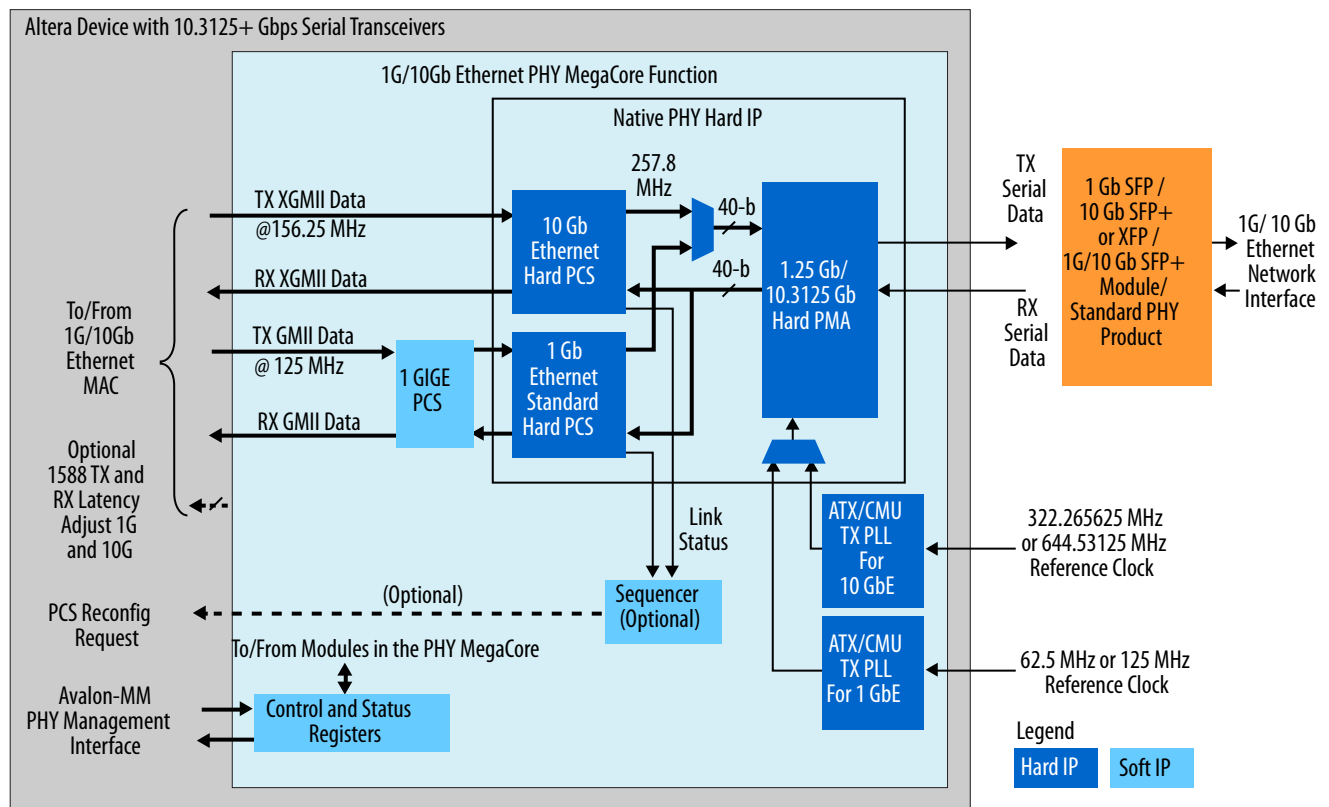 Altera Device with 10.3125+ Gbps Serial Transceivers
1G/10Gb Ethernet PHY MegaCore Function
Native PHY Hard IP
257.8
MHz
TX XGMII Data
@156.25 MHz
RX XGMII Data
TX GMII Data
@ 125 MHz
RX GMII Data
To/From
1G/10Gb
Ethernet
MAC
Optional
1588 TX and
RX Latency
Adjust 1G
and 10G
10 Gb
Ethernet
Hard PCS
1 GIGE
PCS
1 Gb
Ethernet
Standard
Hard PCS
40-b
40-b
1.25 Gb/
10.3125 Gb
Hard PMA
TX
Serial
Data
RX
Serial
Data
1 Gb SFP /
10 Gb SFP+
or XFP /
1G/10 Gb SFP+
Module/
Standard PHY
Product
1G/ 10 Gb
Ethernet
Network
Interface
Link
Status
ATX/CMU
TX PLL
For
10 GbE
322.265625 MHz
or 644.53125 MHz
Reference Clock
(Optional)
Sequencer
(Optional)
PCS Reconfig
Request
ATX/CMU
TX PLL
For 1 GbE
62.5 MHz or 125 MHz
Reference Clock
To/From Modules in the PHY MegaCore
Avalon-MM
PHY Management
Interface
Control and Status
Registers
Legend
Hard IP
Soft IP